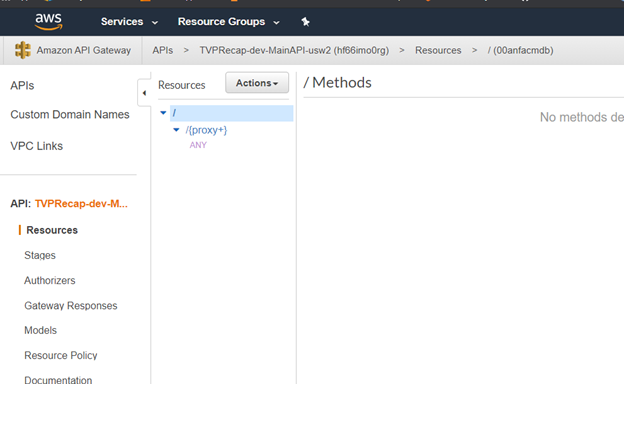 aws Services Resource Groups
Amazon API Gateway APIs > TVPRecap-dev-MainAPI-usw2 (hf66imo0rg) > Resources > / (00anfacmdb)
APIs
Custom Domain Names
VPC Links
API: TVPRecap-dev-M...
Resources
Stages
Authorizers
Gateway Responses
Models
Resource Policy
Documentation
Resources Actions
/
/{proxy+}
ANY
/ Methods
No methods de